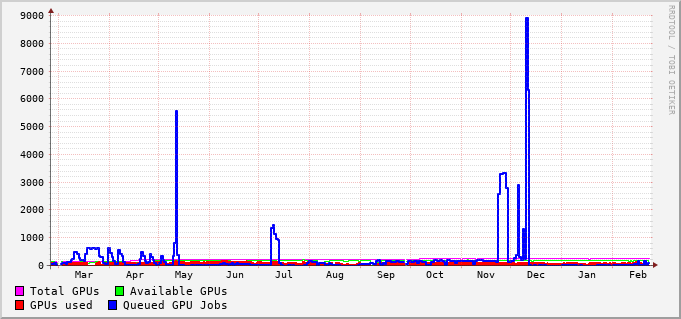 RRDTOOL / TOBI OETIKER
9000
8000
7000
6000
5000
4000
3000
2000
1000
0
Mar Apr May Jun Jul Aug Sep Oct Nov Dec Jan Feb
Total GPUs Available GPUs
GPUs used Queued GPU Jobs